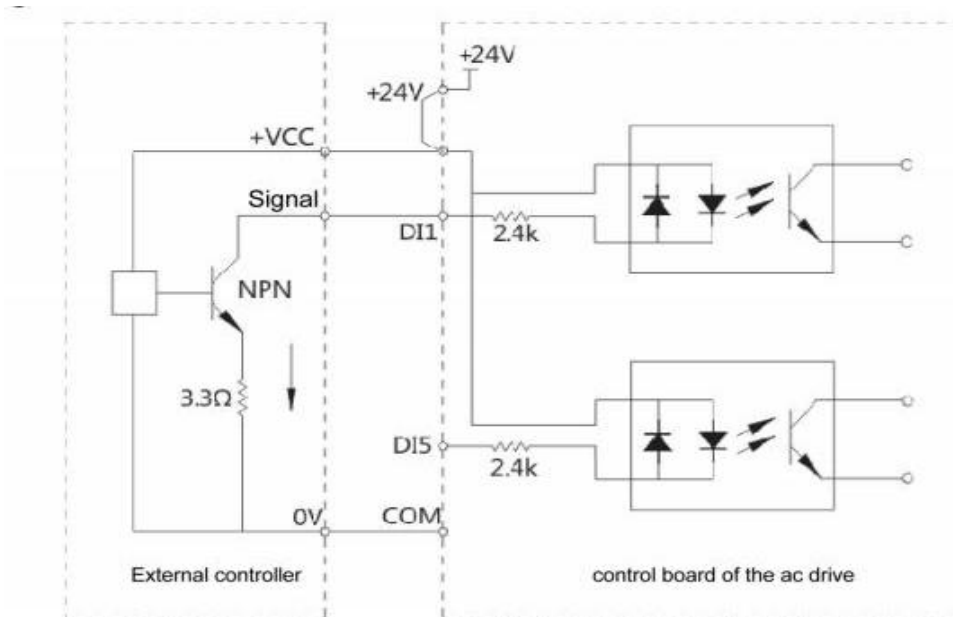 +24V
+24V
+VCC
Signal
DI1
2.4k
NPN
3.3Ω
DI5
2.4k
0V
COM
External controller
control board of the ac drive